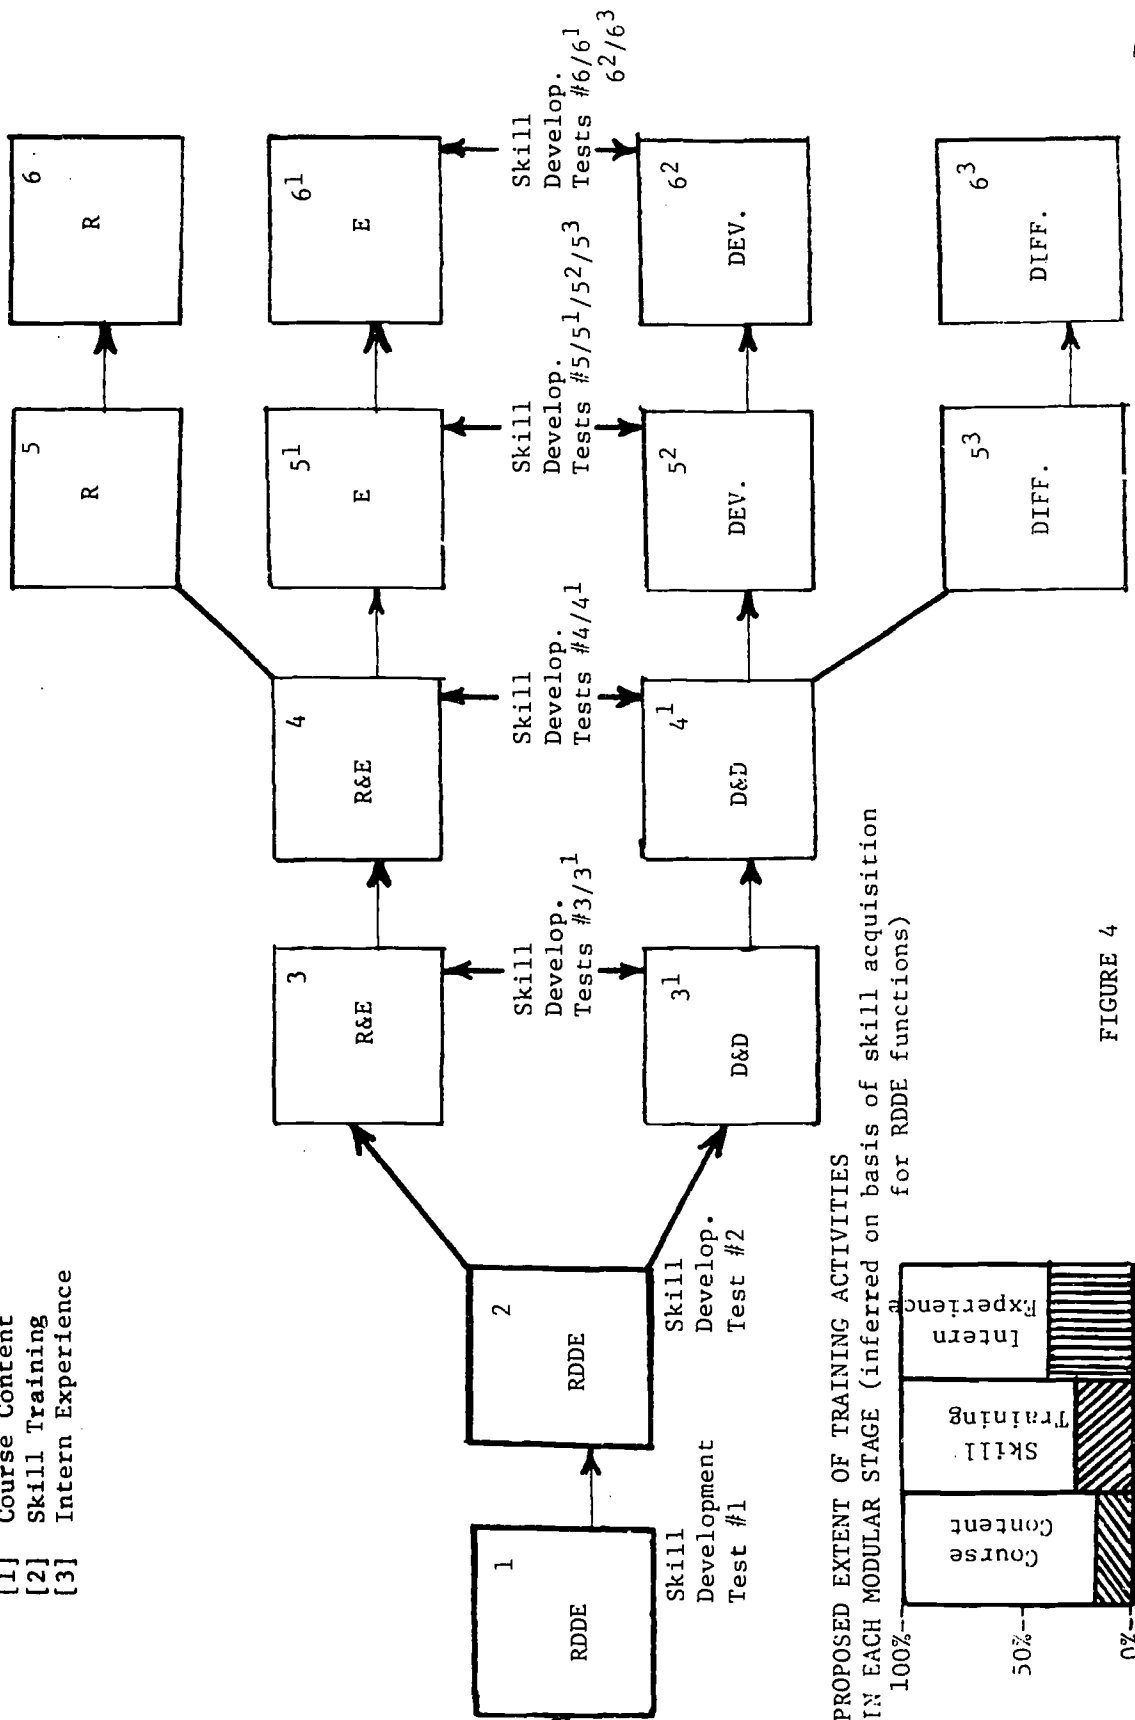 [1] Course Content
[2] Skill Training
[3] Intern Experience
1
RDDE
Skill
Development
Test #1
2
RDDE
Skill
Develop.
Test #2
3
R&E
Skill
Develop.
Tests #3/3¹
3¹
D&D
4
R&E
Skill
Develop.
Tests #4/4¹
4¹
D&D
5
R
5¹
E
Skill
Develop.
Tests #5/5¹/5²/5³
5²
DEV.
5³
DIFF.
6
R
6¹
E
Skill
Develop.
Tests #6/6¹
6²/6³
6²
DEV.
6³
DIFF.
PROPOSED EXTENT OF TRAINING ACTIVITIES
IN EACH MODULAR STAGE (inferred on basis of skill acquisition
for RDDE functions)
100%
50%
0%
Course
Content
Skill
Training
Intern
Experience
FIGURE 4